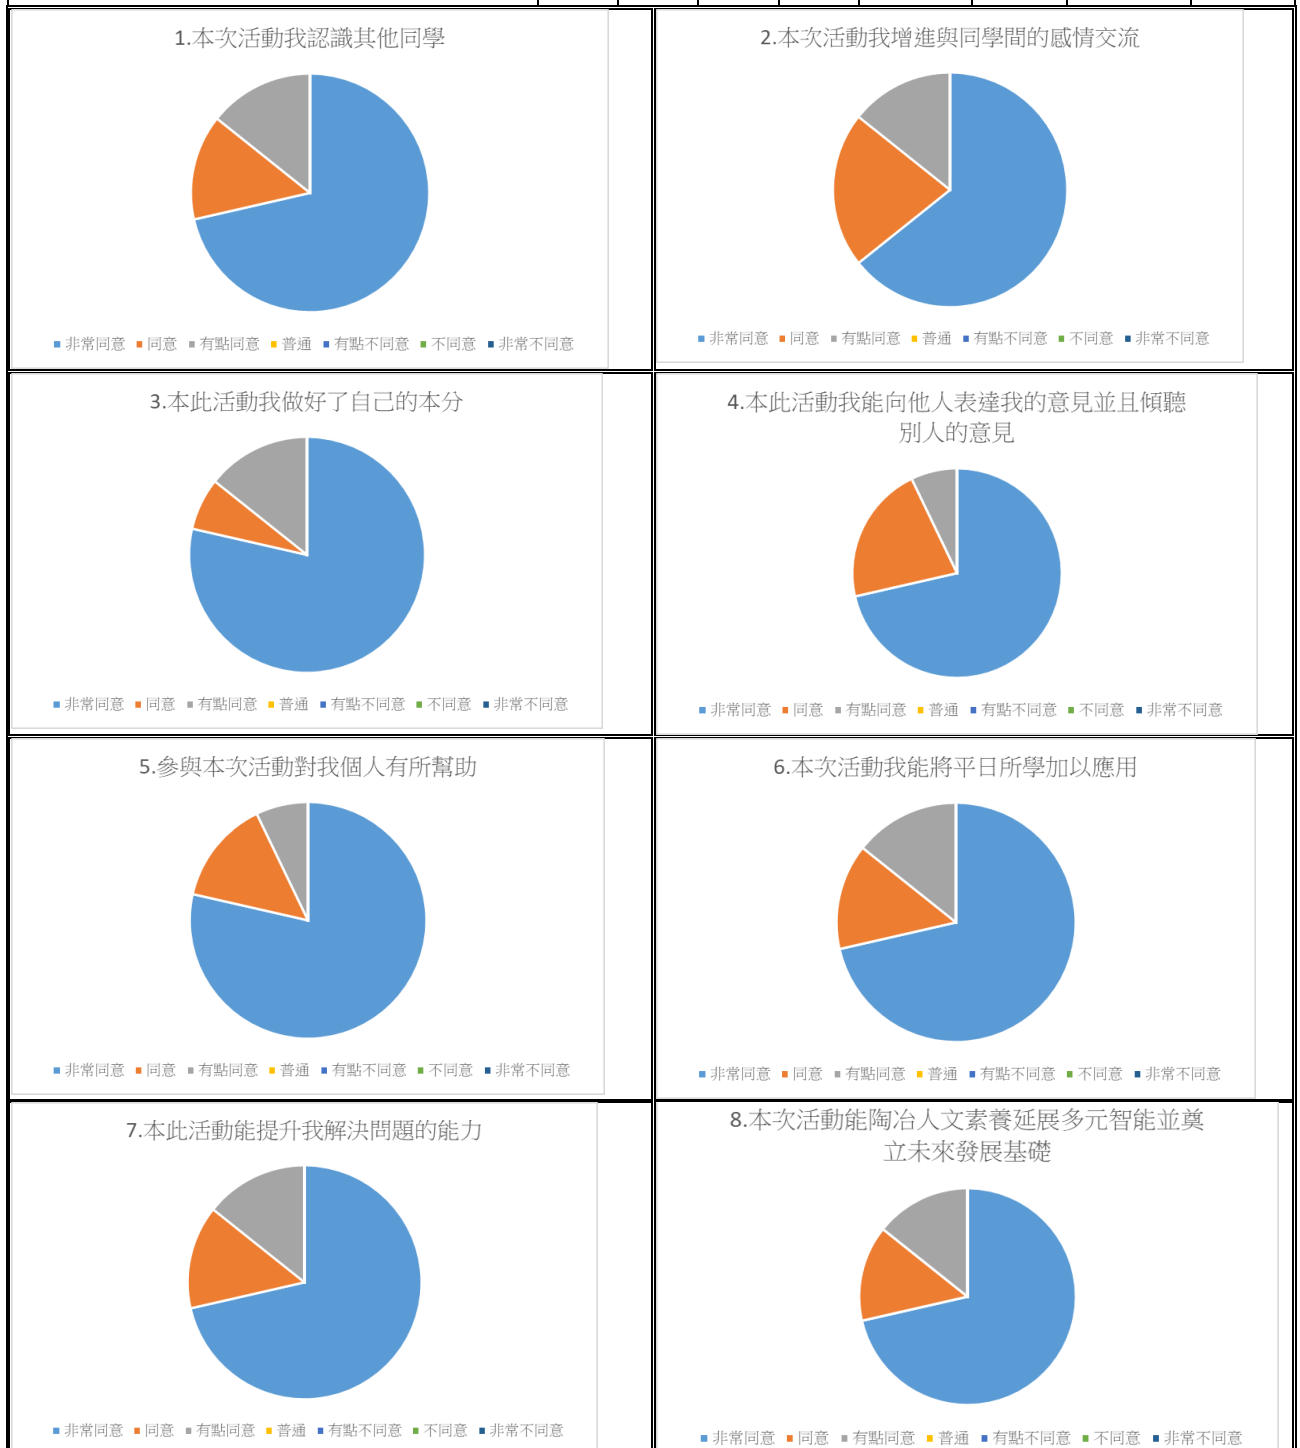 1.本次活動我認識其他同學
非常同意 同意 有點同意 普通 有點不同意 不同意 非常不同意
2.本次活動我增進與同學間的感情交流
非常同意 同意 有點同意 普通 有點不同意 不同意 非常不同意
3.本此活動我做好了自己的本分
非常同意 同意 有點同意 普通 有點不同意 不同意 非常不同意
4.本此活動我能向他人表達我的意見並且傾聽
別人的意見
非常同意 同意 有點同意 普通 有點不同意 不同意 非常不同意
5.參與本次活動對我個人有所幫助
非常同意 同意 有點同意 普通 有點不同意 不同意 非常不同意
6.本次活動我能將平日所學加以應用
非常同意 同意 有點同意 普通 有點不同意 不同意 非常不同意
7.本此活動能提升我解決問題的能力
非常同意 同意 有點同意 普通 有點不同意 不同意 非常不同意
8.本次活動能陶冶人文素養延展多元智能並奠
立未來發展基礎
非常同意 同意 有點同意 普通 有點不同意 不同意 非常不同意